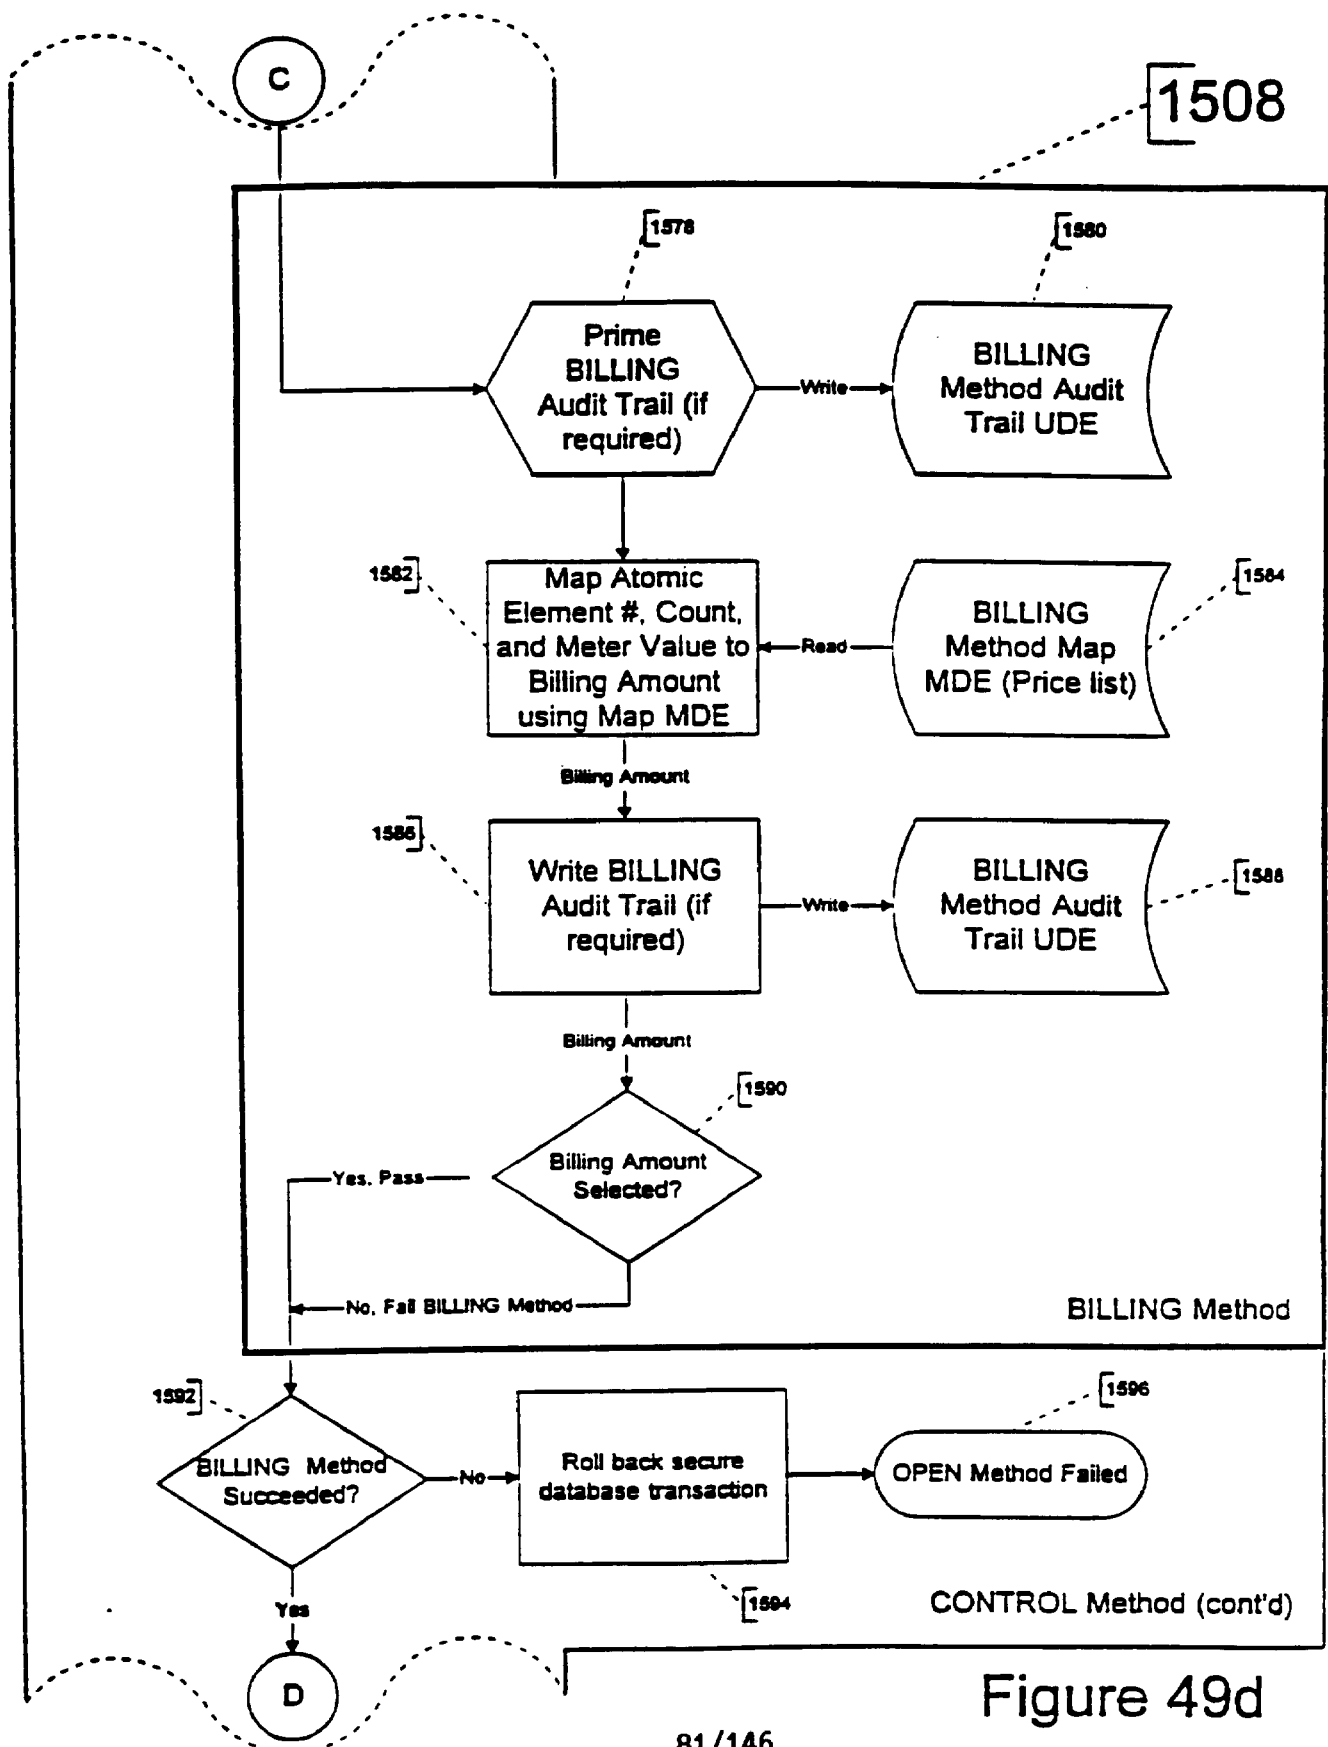 C
1508
1578
1580
Prime
BILLING
Audit Trail (if
required)
Write
BILLING
Method Audit
Trail UDE
1582
Map Atomic
Element #, Count,
and Meter Value to
Billing Amount
using Map MDE
Read
BILLING
Method Map
MDE (Price list)
1584
Billing Amount
1586
Write BILLING
Audit Trail (if
required)
Write
BILLING
Method Audit
Trail UDE
1588
Billing Amount
1590
Billing Amount
Selected?
Yes, Pass
No, Fail BILLING Method
BILLING Method
1592
BILLING Method
Succeeded?
No
Roll back secure
database transaction
1596
OPEN Method Failed
1594
Yes
CONTROL Method (cont'd)
D
Figure 49d
81/146